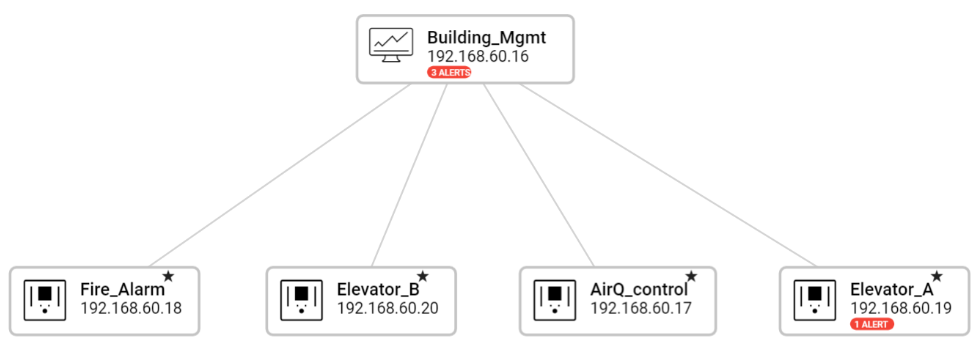 Building_Mgmt
192.168.60.16
3 ALERTS
Fire_Alarm
192.168.60.18
Elevator_B
192.168.60.20
AirQ_control
192.168.60.17
Elevator_A
192.168.60.19
1 ALERT